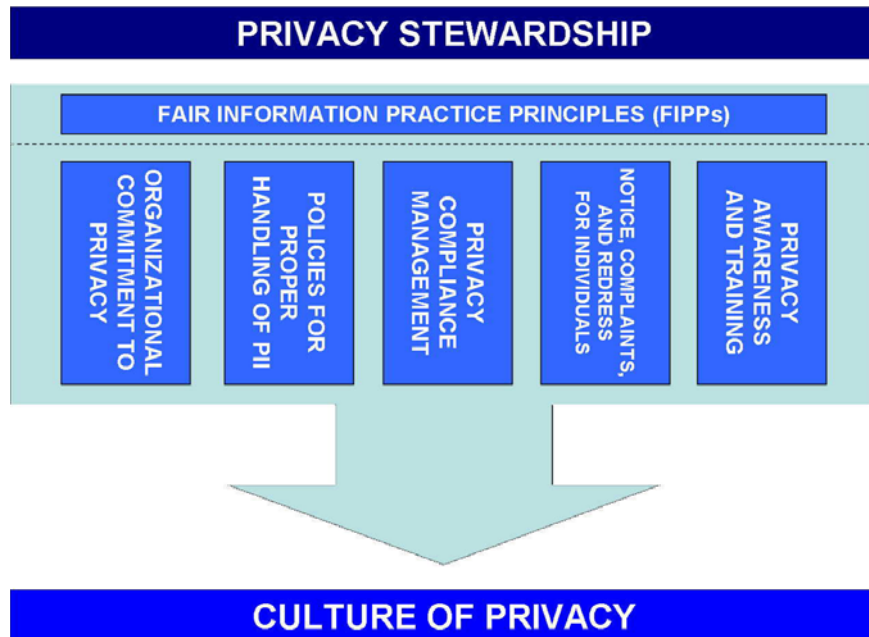 PRIVACY STEWARDSHIP
FAIR INFORMATION PRACTICE PRINCIPLES (FIPPs)
ORGANIZATIONAL
COMMITMENT TO
PRIVACY
POLICIES FOR
PROPER
HANDLING OF PII
PRIVACY
COMPLIANCE
MANAGEMENT
NOTICE, COMPLAINTS,
AND REDRESS
FOR INDIVIDUALS
PRIVACY
AWARENESS
AND TRAINING
CULTURE OF PRIVACY